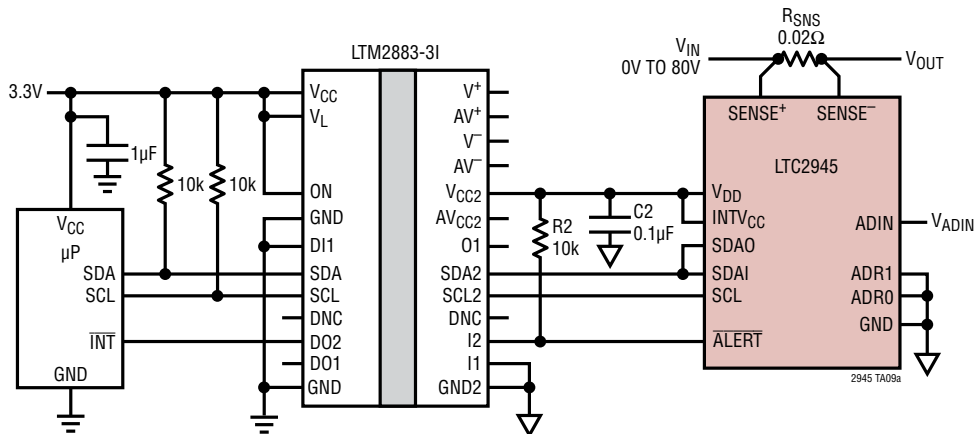 LTM2883-3I
3.3V
1µF
10k
10k
VCC
µP
SDA
SCL
INT
GND
VCC
VL
ON
GND
DI1
SDA
SCL
DNC
DO2
DO1
GND
V+
AV+
V–
AV–
VCC2
AVCC2
O1
SDA2
SCL2
DNC
I2
I1
GND2
R2
10k
C2
0.1µF
RSNS
0.02Ω
VIN
0V TO 80V
VOUT
SENSE+
SENSE–
LTC2945
VDD
INTVCC
SDAO
SDAI
SCL
ALERT
ADIN
VADIN
ADR1
ADR0
GND
2945 TA09a